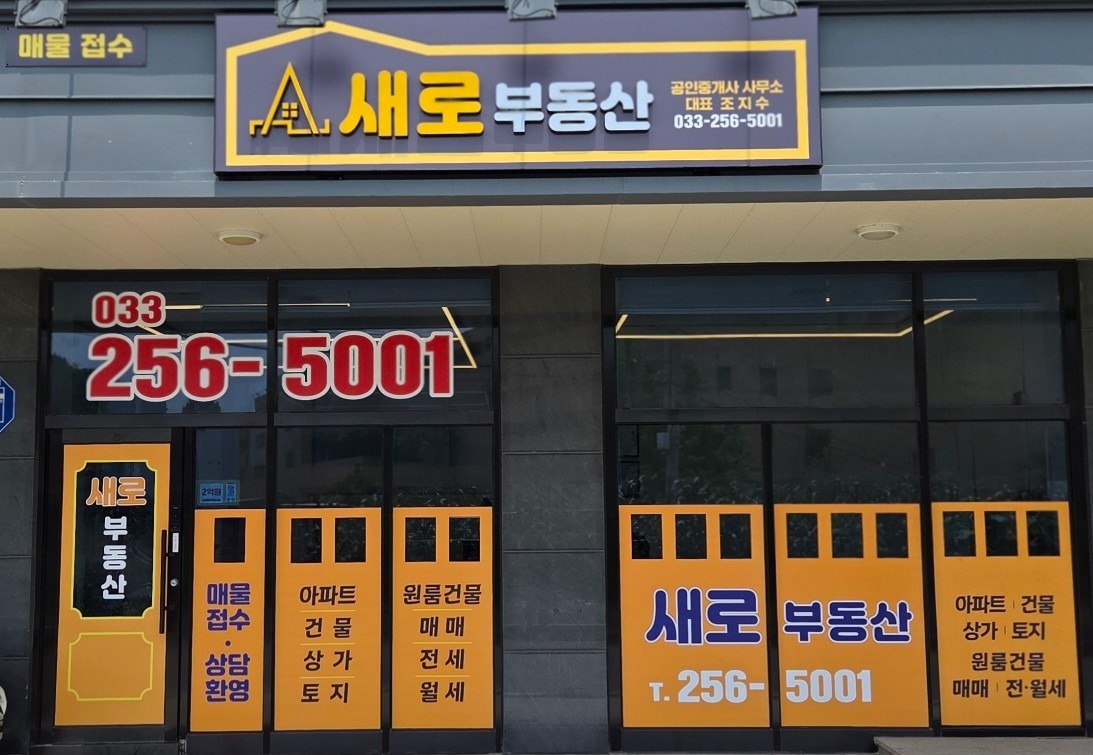 매물 접수
새로 부동산
공인중개사 사무소
대표 조지수
033-256-5001
033
256-5001
새로
부
동
산
2억원
매물
접수
·
상담
환영
아파트
건 물
상 가
토 지
원룸건물
매 매
전 세
월 세
새로 부동산
T. 256-5001
아파트 | 건물
상가 | 토지
원룸건물
매매 | 전·월세